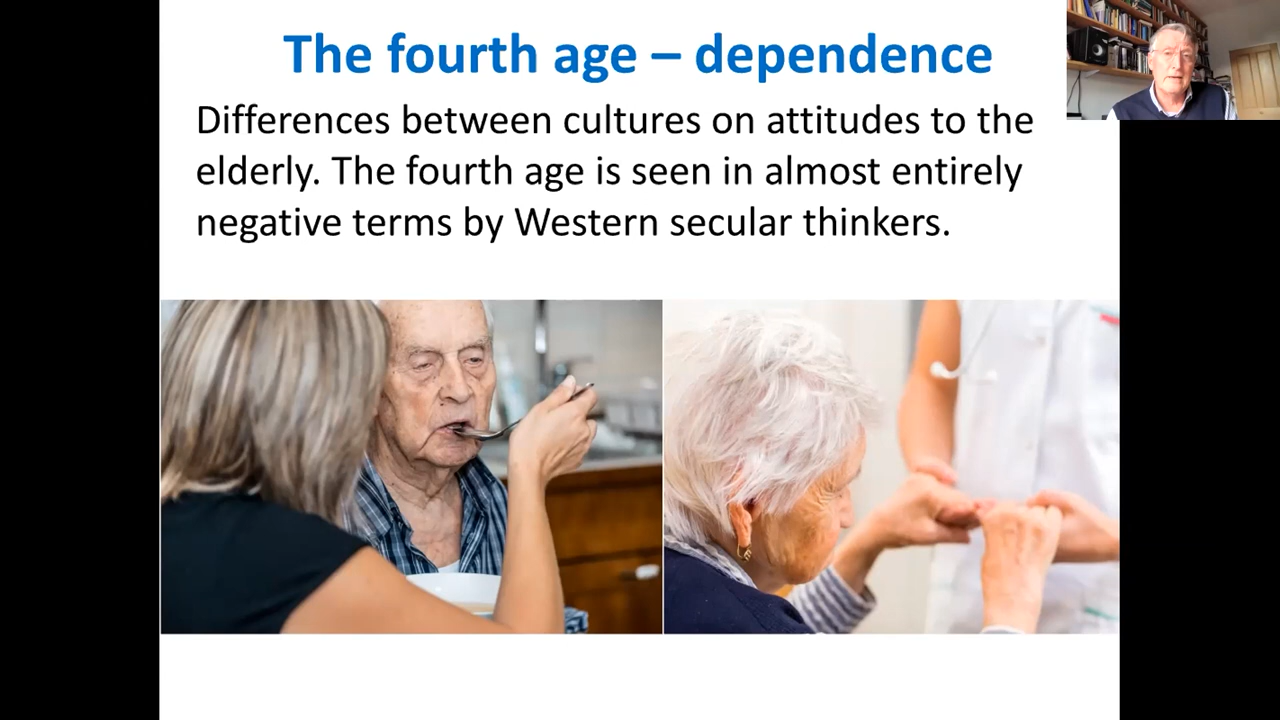 The fourth age – dependence
Differences between cultures on attitudes to the
elderly. The fourth age is seen in almost entirely
negative terms by Western secular thinkers.